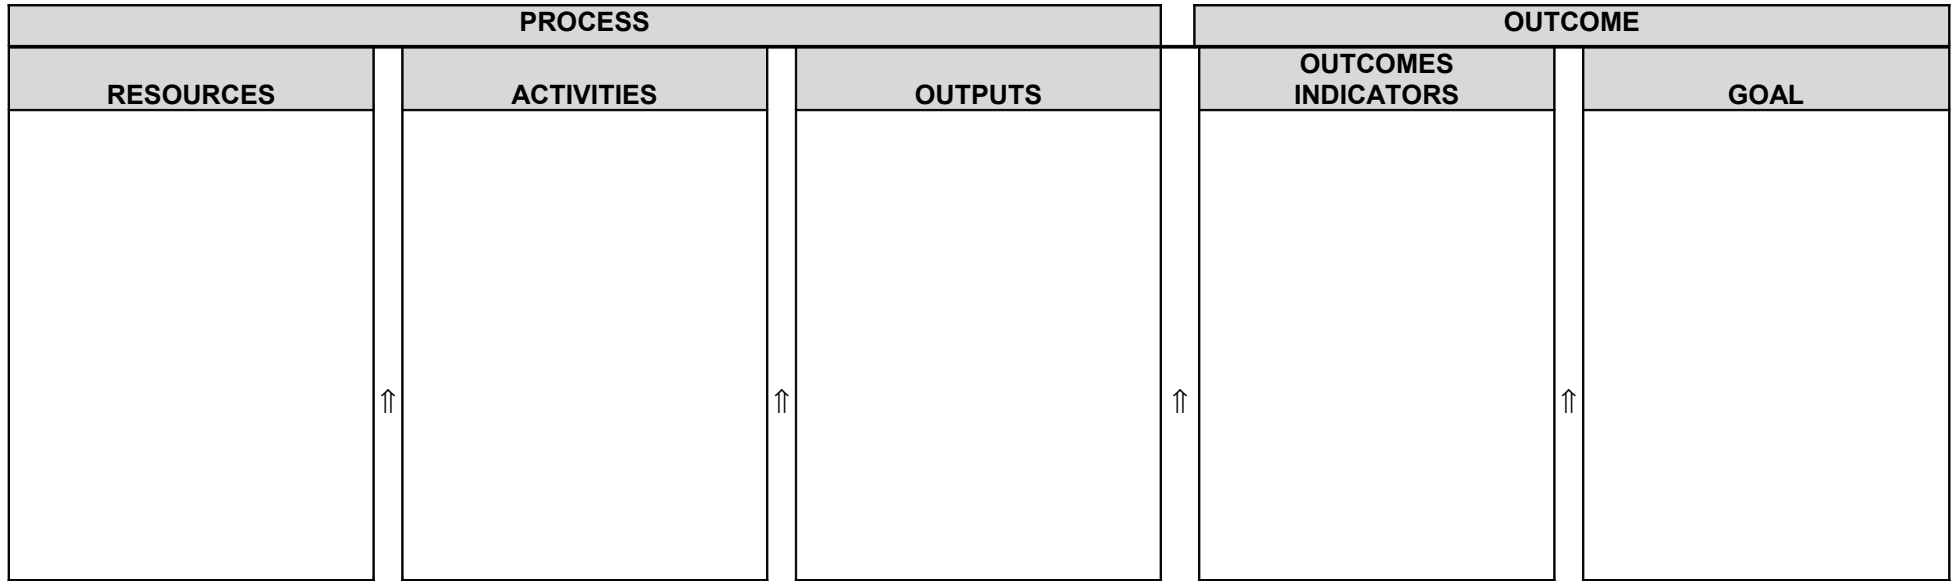 PROCESS
OUTCOME
RESOURCES
ACTIVITIES
OUTPUTS
OUTCOMES
INDICATORS
GOAL
⇑
⇑
⇑
⇑